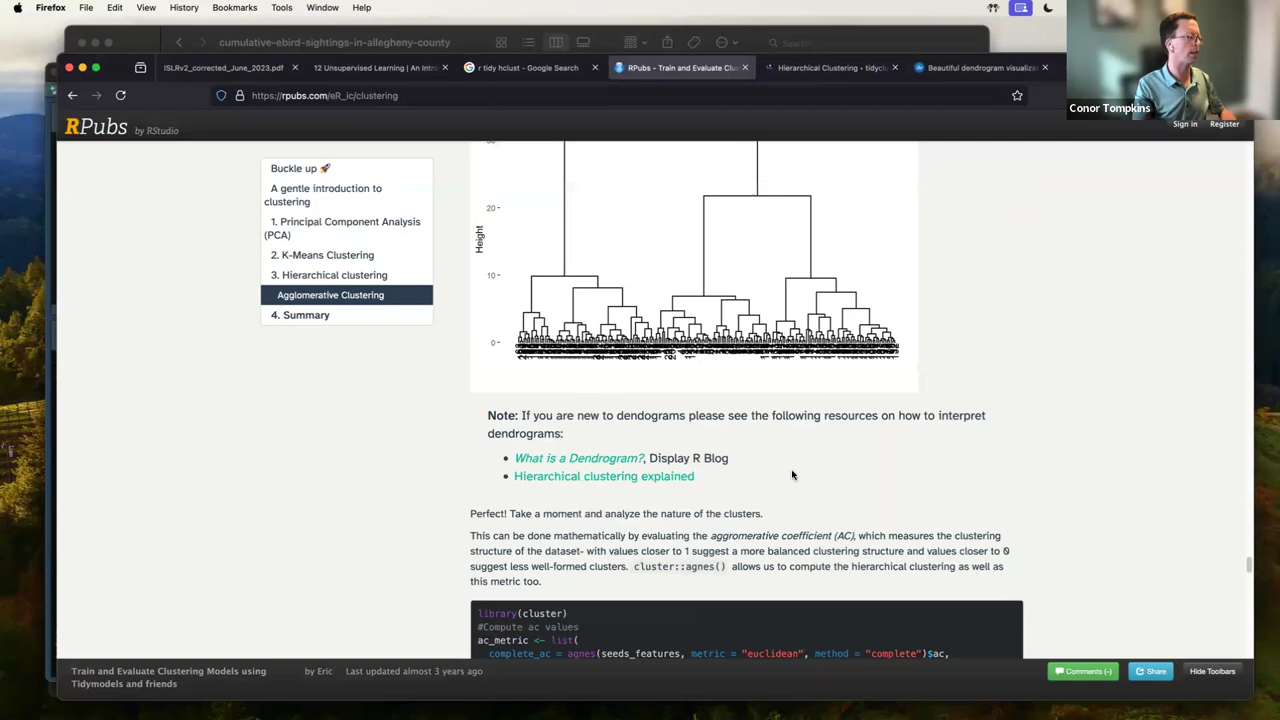 Firefox File Edit View History Bookmarks Tools Window Help
cumulative-ebird-sightings-in-allegheny-county
Search
ISLRv2_corrected_June_2023.pdf
12 Unsupervised Learning | An Intr
r tidy hclust - Google Search
RPubs - Train and Evaluate Clus
Hierarchical Clustering • tidyclu
Beautiful dendrogram visualiza
https://rpubs.com/eR_ic/clustering
Conor Tompkins
RPubs by RStudio
Sign in Register
Buckle up 🚀
A gentle introduction to
clustering
1. Principal Component Analysis
(PCA)
2. K-Means Clustering
3. Hierarchical clustering
Agglomerative Clustering
4. Summary
20
Height
10
0
Note: If you are new to dendograms please see the following resources on how to interpret
dendrograms:
• What is a Dendrogram?, Display R Blog
• Hierarchical clustering explained
Perfect! Take a moment and analyze the nature of the clusters.
This can be done mathematically by evaluating the agglromerative coefficient (AC), which measures the clustering
structure of the dataset- with values closer to 1 suggest a more balanced clustering structure and values closer to 0
suggest less well-formed clusters. cluster::agnes() allows us to compute the hierarchical clustering as well as
this metric too.
library(cluster)
#Compute ac values
ac_metric <- list(
complete_ac = agnes(seeds_features, metric = "euclidean", method = "complete")$ac,
Train and Evaluate Clustering Models using
Tidymodels and friends
by Eric
Last updated almost 3 years ago
Comments (–)
Share
Hide Toolbars